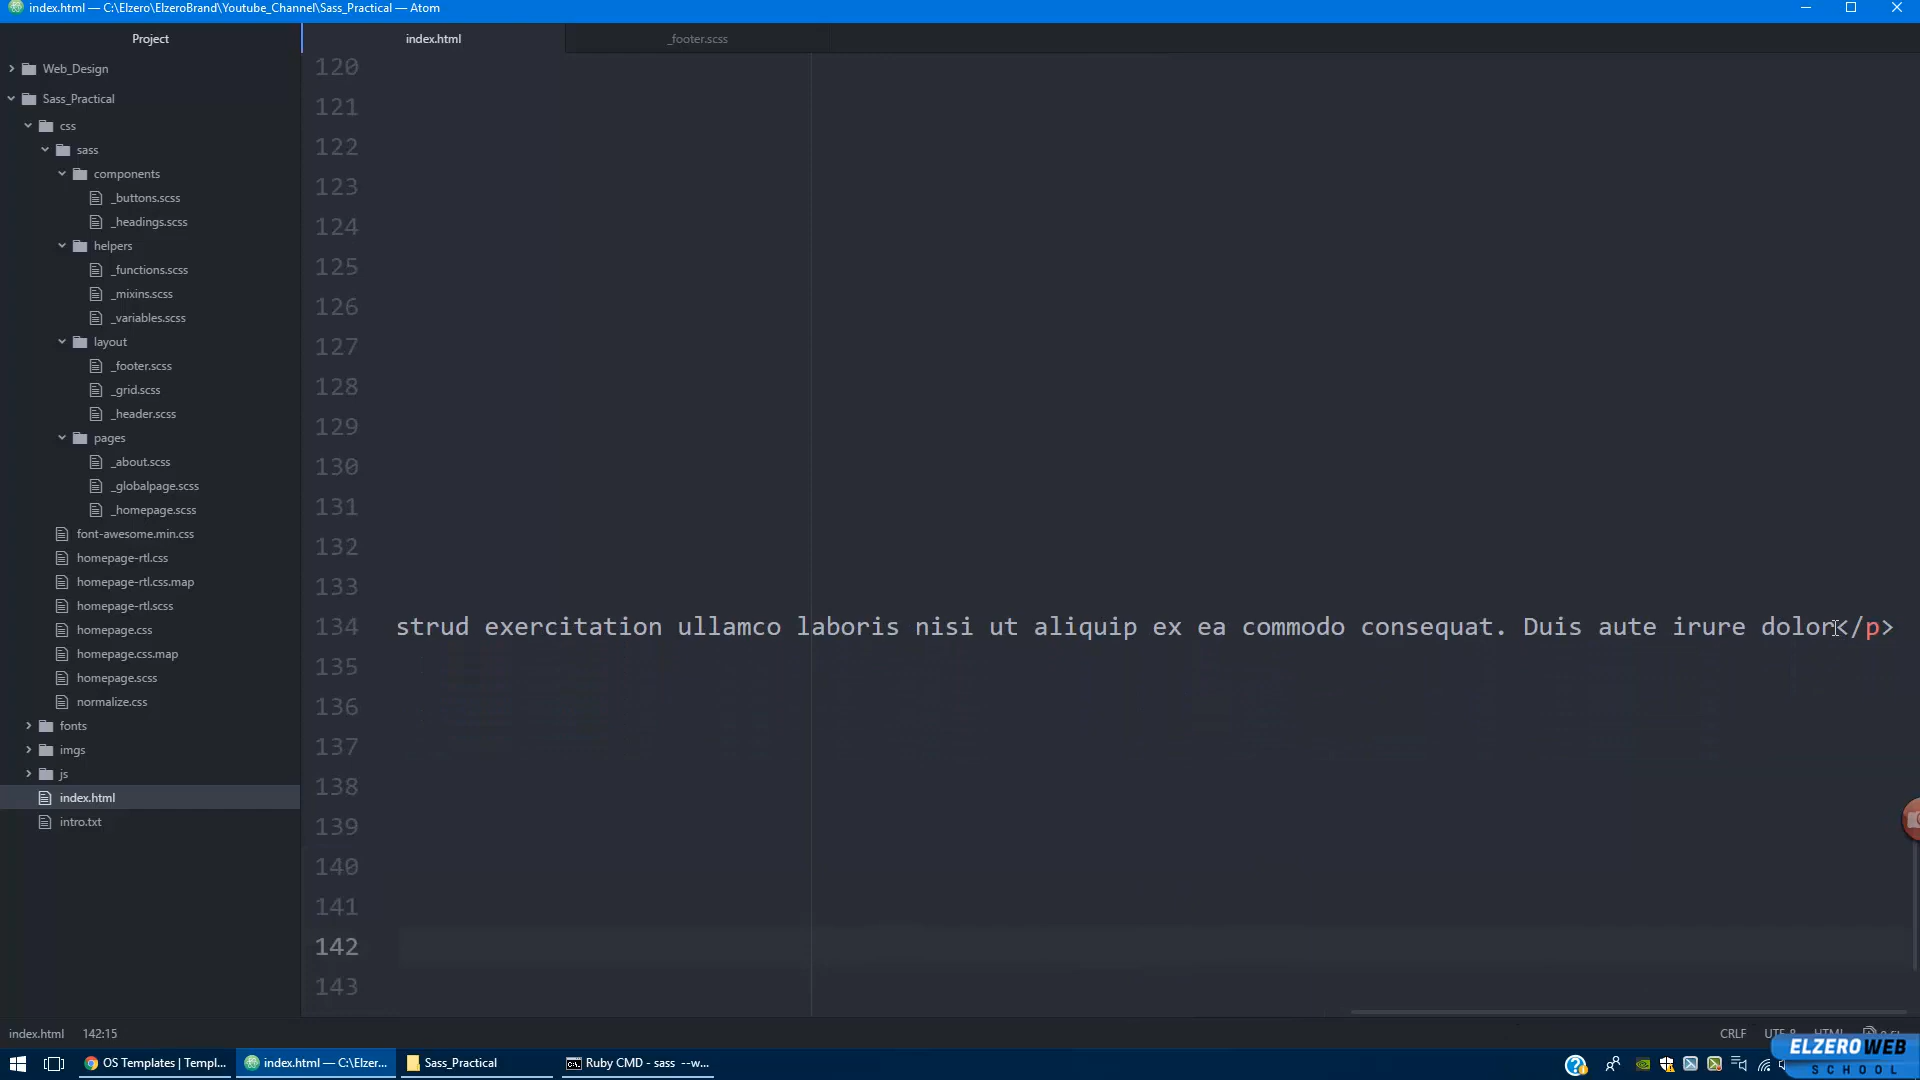 index.html — C:\Elzero\ElzeroBrand\Youtube_Channel\Sass_Practical — Atom
Project
index.html
_footer.scss
Web_Design
Sass_Practical
css
sass
components
_buttons.scss
_headings.scss
helpers
_functions.scss
_mixins.scss
_variables.scss
layout
_footer.scss
_grid.scss
_header.scss
pages
_about.scss
_globalpage.scss
_homepage.scss
font-awesome.min.css
homepage-rtl.css
homepage-rtl.css.map
homepage-rtl.scss
homepage.css
homepage.css.map
homepage.scss
normalize.css
fonts
imgs
js
index.html
intro.txt
120
121
122
123
124
125
126
127
128
129
130
131
132
133
134 strud exercitation ullamco laboris nisi ut aliquip ex ea commodo consequat. Duis aute irure dolor</p>
135
136
137
138
139
140
141
142
143
index.html 142:15
CRLF UTF-8 HTML
OS Templates | Templ...
index.html — C:\Elzer...
Sass_Practical
Ruby CMD - sass --w...
ELZEROWEB
SCHOOL